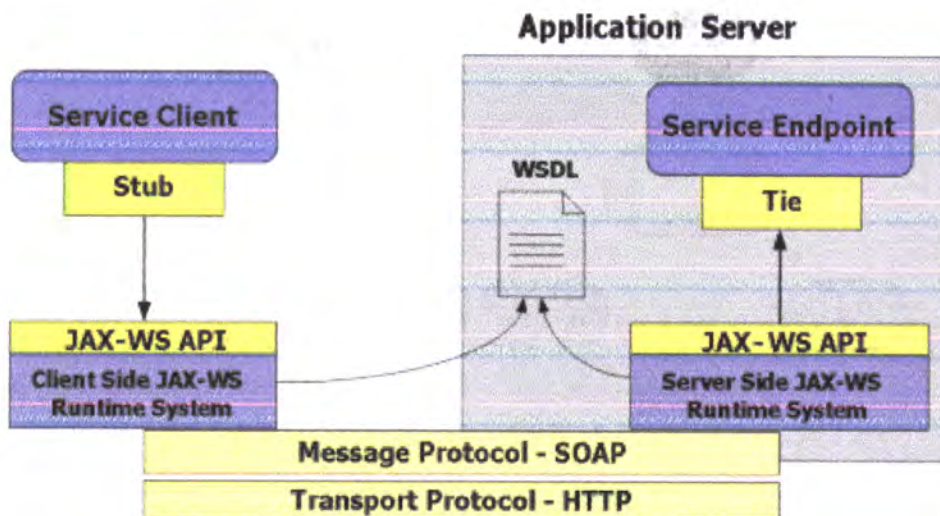 Application Server
Service Client
Service Endpoint
Stub
WSDL
Tie
JAX-WS API
JAX-WS API
Client Side JAX-WS
Runtime System
Server Side JAX-WS
Runtime System
Message Protocol - SOAP
Transport Protocol - HTTP